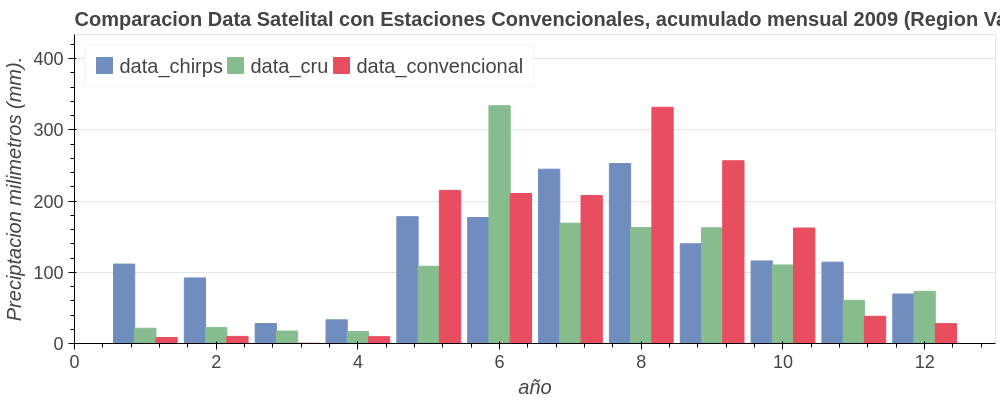 Comparacion Data Satelital con Estaciones Convencionales, acumulado mensual 2009 (Region
data_chirps data_cru data_convencional
Preciptacion milimetros (mm).
400
300
200
100
0
0 2 4 6 8 10 12
año